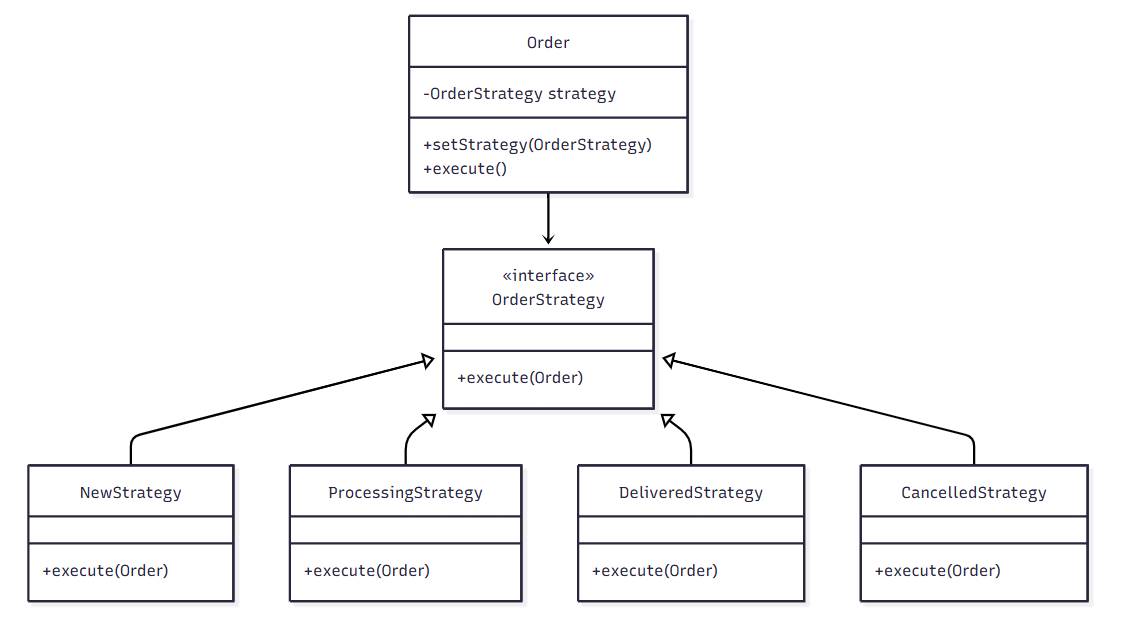 Order
-OrderStrategy strategy
+setStrategy(OrderStrategy)
+execute()
«interface»
OrderStrategy
+execute(Order)
NewStrategy
+execute(Order)
ProcessingStrategy
+execute(Order)
DeliveredStrategy
+execute(Order)
CancelledStrategy
+execute(Order)